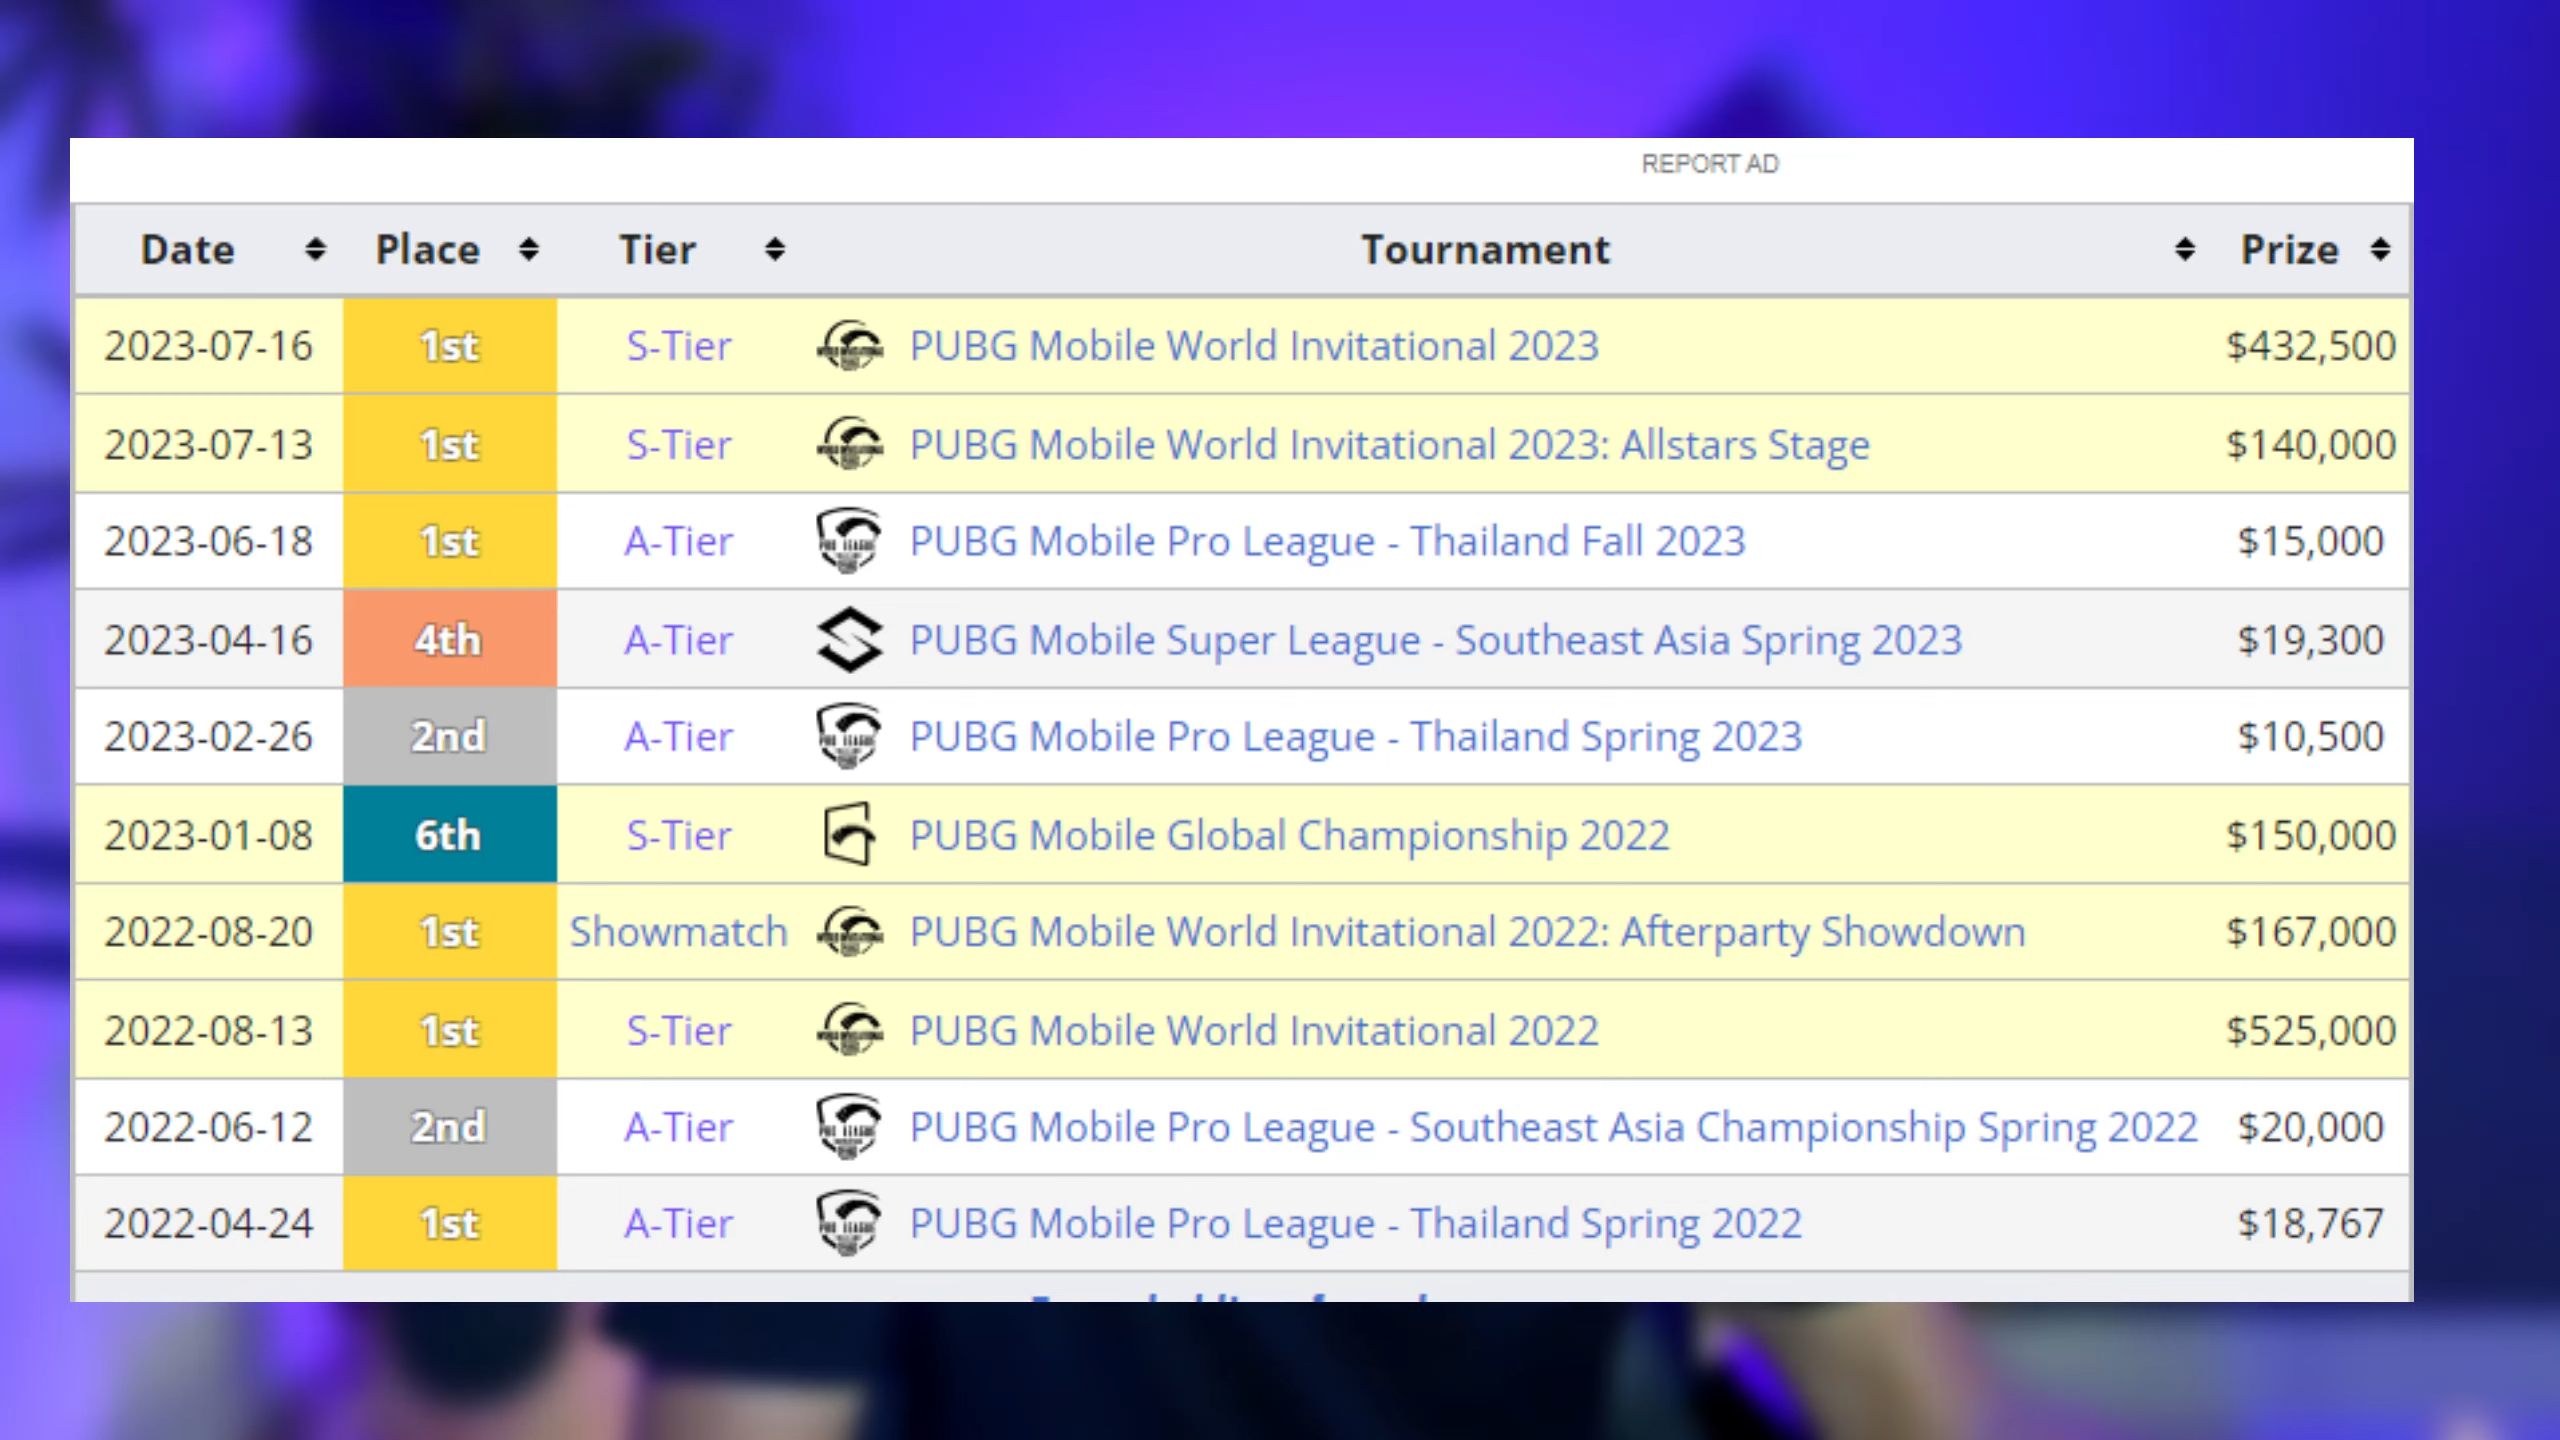 REPORT AD
Date Place Tier Tournament Prize
2023-07-16 1st S-Tier PUBG Mobile World Invitational 2023 $432,500
2023-07-13 1st S-Tier PUBG Mobile World Invitational 2023: Allstars Stage $140,000
2023-06-18 1st A-Tier PUBG Mobile Pro League - Thailand Fall 2023 $15,000
2023-04-16 4th A-Tier PUBG Mobile Super League - Southeast Asia Spring 2023 $19,300
2023-02-26 2nd A-Tier PUBG Mobile Pro League - Thailand Spring 2023 $10,500
2023-01-08 6th S-Tier PUBG Mobile Global Championship 2022 $150,000
2022-08-20 1st Showmatch PUBG Mobile World Invitational 2022: Afterparty Showdown $167,000
2022-08-13 1st S-Tier PUBG Mobile World Invitational 2022 $525,000
2022-06-12 2nd A-Tier PUBG Mobile Pro League - Southeast Asia Championship Spring 2022 $20,000
2022-04-24 1st A-Tier PUBG Mobile Pro League - Thailand Spring 2022 $18,767